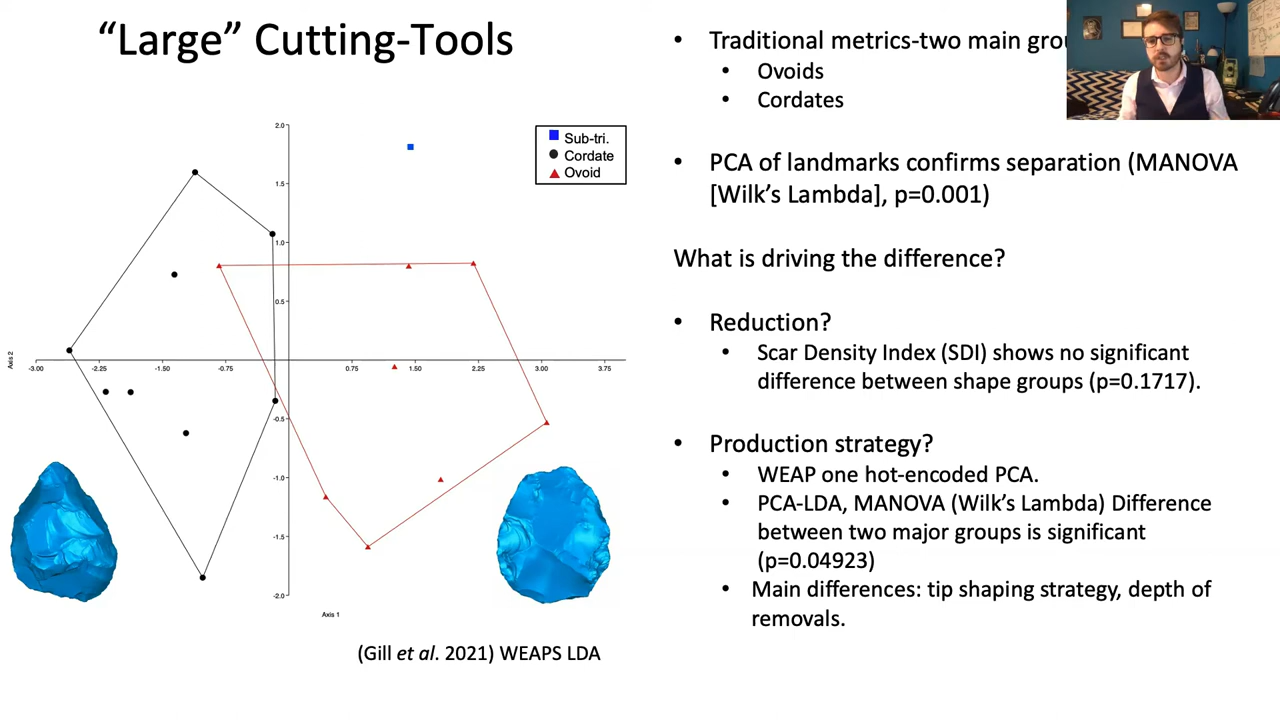 “Large” Cutting-Tools
2.0
1.5
1.0
0.5
-0.5
-1.0
-1.5
-2.0
-3.00 -2.25 -1.50 -0.75 0.75 1.50 2.25 3.00 3.75
Axis 2
Axis 1
Sub-tri.
Cordate
Ovoid
(Gill et al. 2021) WEAPS LDA
• Traditional metrics-two main grou
• Ovoids
• Cordates
• PCA of landmarks confirms separation (MANOVA
[Wilk’s Lambda], p=0.001)
What is driving the difference?
• Reduction?
• Scar Density Index (SDI) shows no significant
difference between shape groups (p=0.1717).
• Production strategy?
• WEAP one hot-encoded PCA.
• PCA-LDA, MANOVA (Wilk’s Lambda) Difference
between two major groups is significant
(p=0.04923)
• Main differences: tip shaping strategy, depth of
removals.